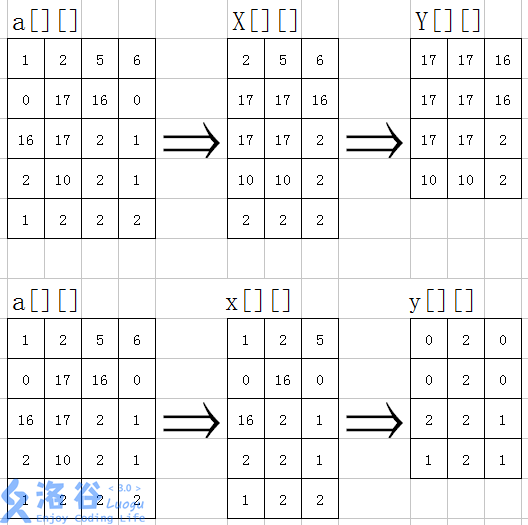 a[][] X[][] Y[][]
1 2 5 6 2 5 6 17 17 16
0 17 16 0 17 17 16 17 17 16
16 17 2 1 ⇒ 17 17 2 ⇒ 17 17 2
2 10 2 1 10 10 2 10 10 2
1 2 2 2 2 2 2
a[][] x[][] y[][]
1 2 5 6 1 2 5 0 2 0
0 17 16 0 0 16 0 0 2 0
16 17 2 1 ⇒ 16 2 1 ⇒ 2 2 1
2 10 2 1 2 2 1 1 2 1
1 2 2 2 1 2 2
洛谷 <3.0> Luogu
Enjoy Coding Life